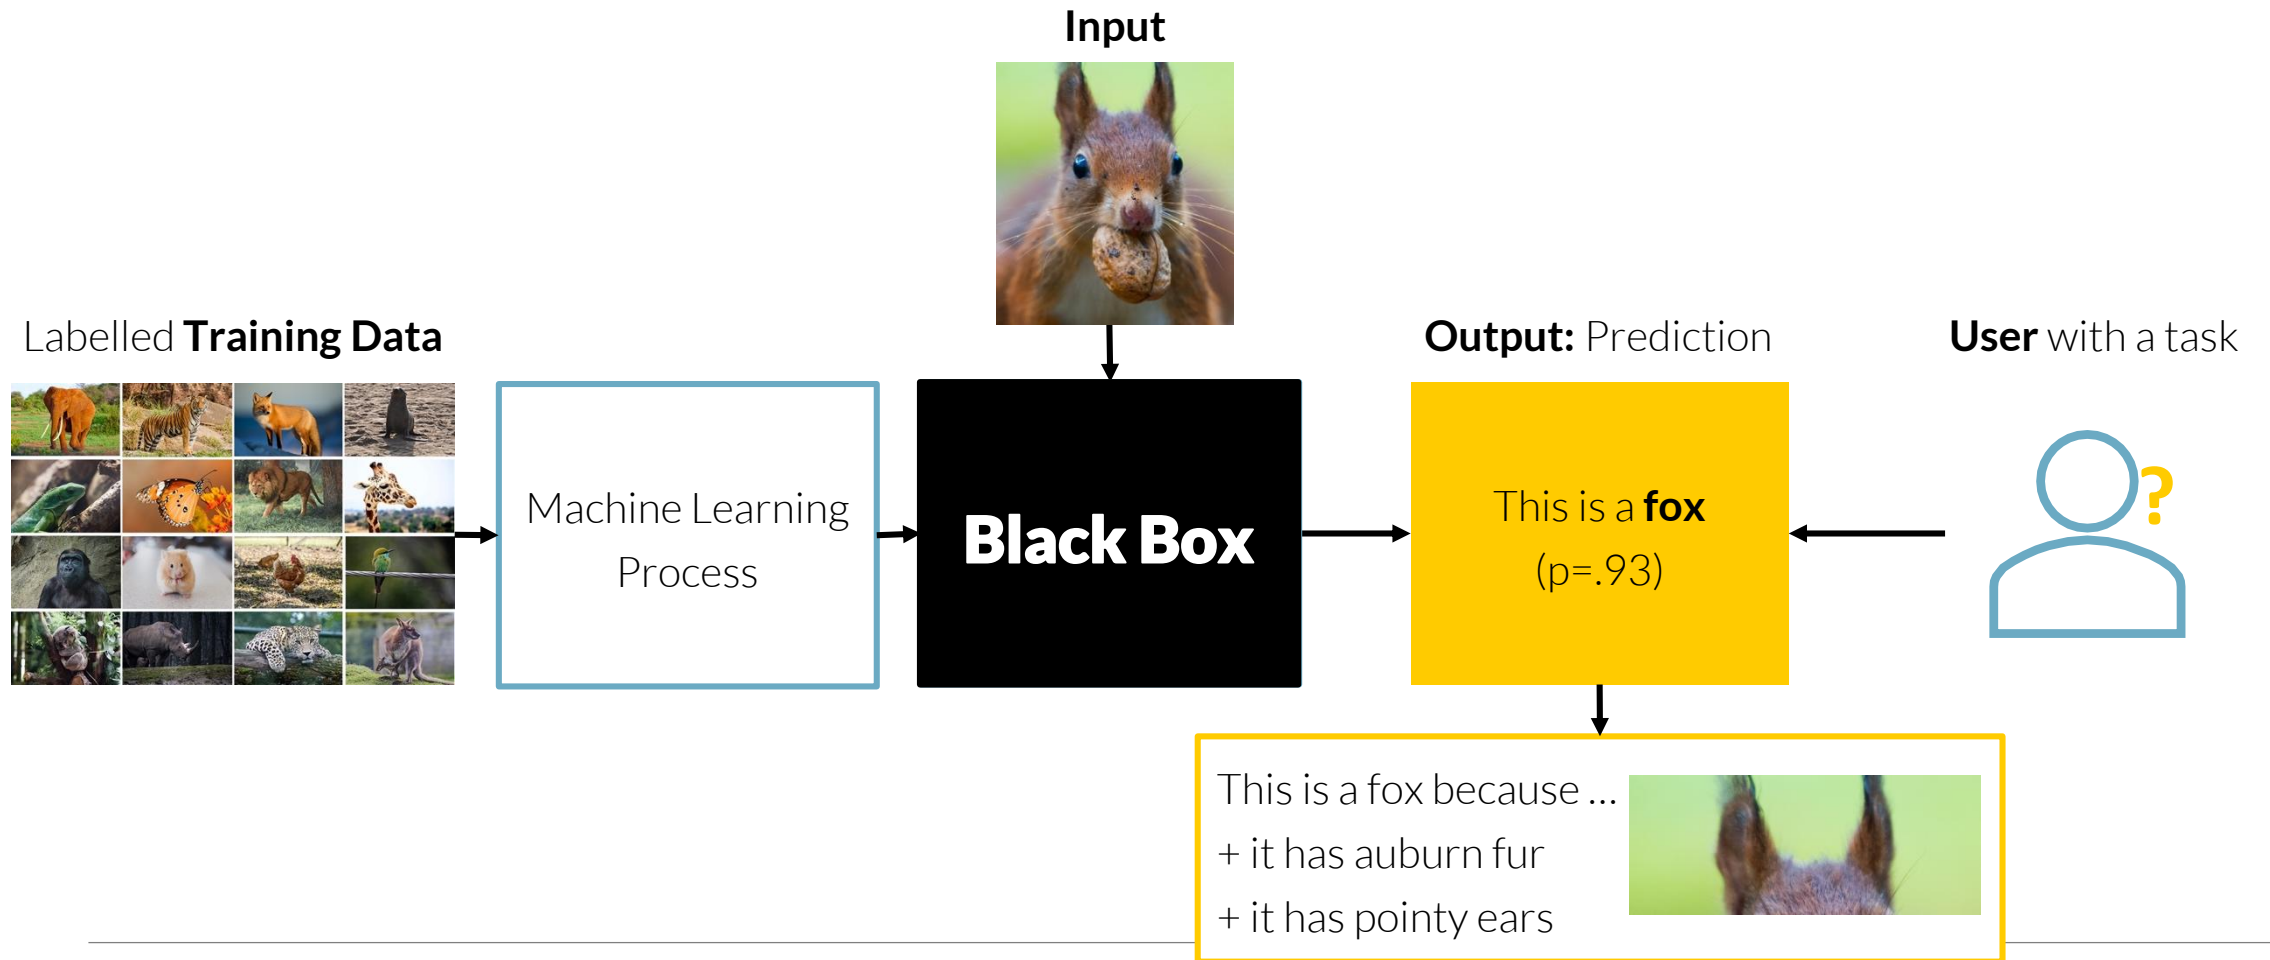 Input
Labelled Training Data
Output: Prediction
User with a task
Machine Learning
Process
Black Box
This is a fox
(p=.93)
?
This is a fox because ...
+ it has auburn fur
+ it has pointy ears